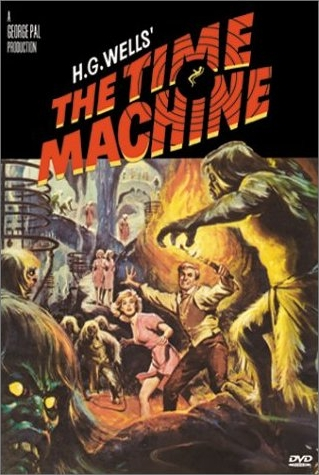 A
GEORGE PAL
PRODUCTION
H.G.WELLS'
THE TIME
MACHINE
DVD